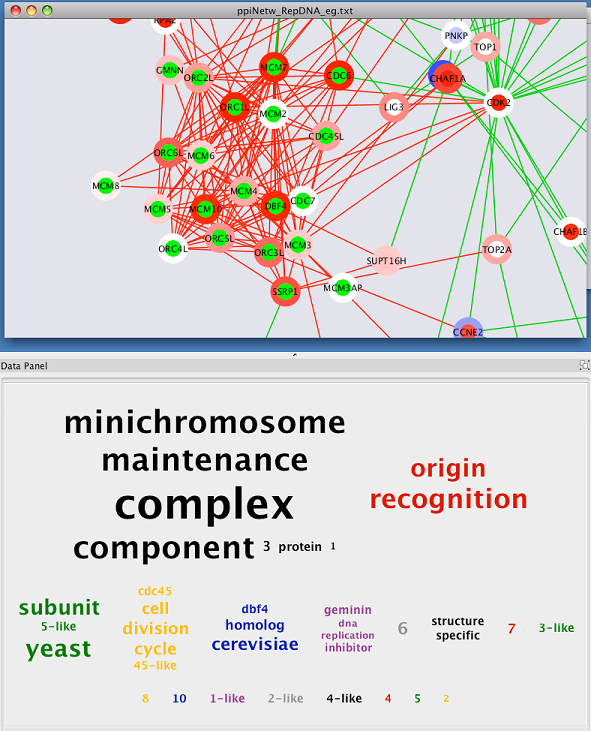 ppiNetw_RepDNA_eg.txt
RPA2
PNKP
TOP1
GMNN
ORC2L
MCM7
CDC6
CHAF1A
ORC1L
MCM2
LIG3
CDK2
CDC45L
ORC6L
MCM6
MCM8
MCM4
MCM5
MCM10
DBF4
CDC7
ORC4L
ORC5L
ORC3L
MCM3
CHAF1B
SUPT16H
TOP2A
SSRP1
MCM3AP
CCNE2
Data Panel
minichromosome
maintenance
complex
component 3 protein 1
origin
recognition
subunit
5-like
yeast
cdc45
cell
division
cycle
45-like
dbf4
homolog
cerevisiae
geminin
dna
replication
inhibitor
6
structure
specific
7
3-like
8 10 1-like 2-like 4-like 4 5 2